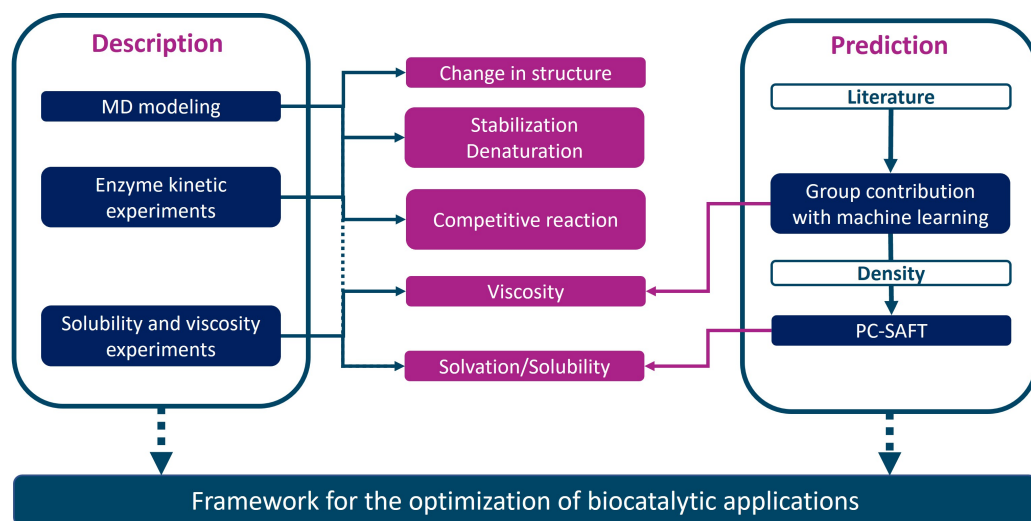 Description
MD modeling
Enzyme kinetic
experiments
Solubility and viscosity
experiments
Change in structure
Stabilization
Denaturation
Competitive reaction
Viscosity
Solvation/Solubility
Prediction
Literature
Group contribution
with machine learning
Density
PC-SAFT
Framework for the optimization of biocatalytic applications